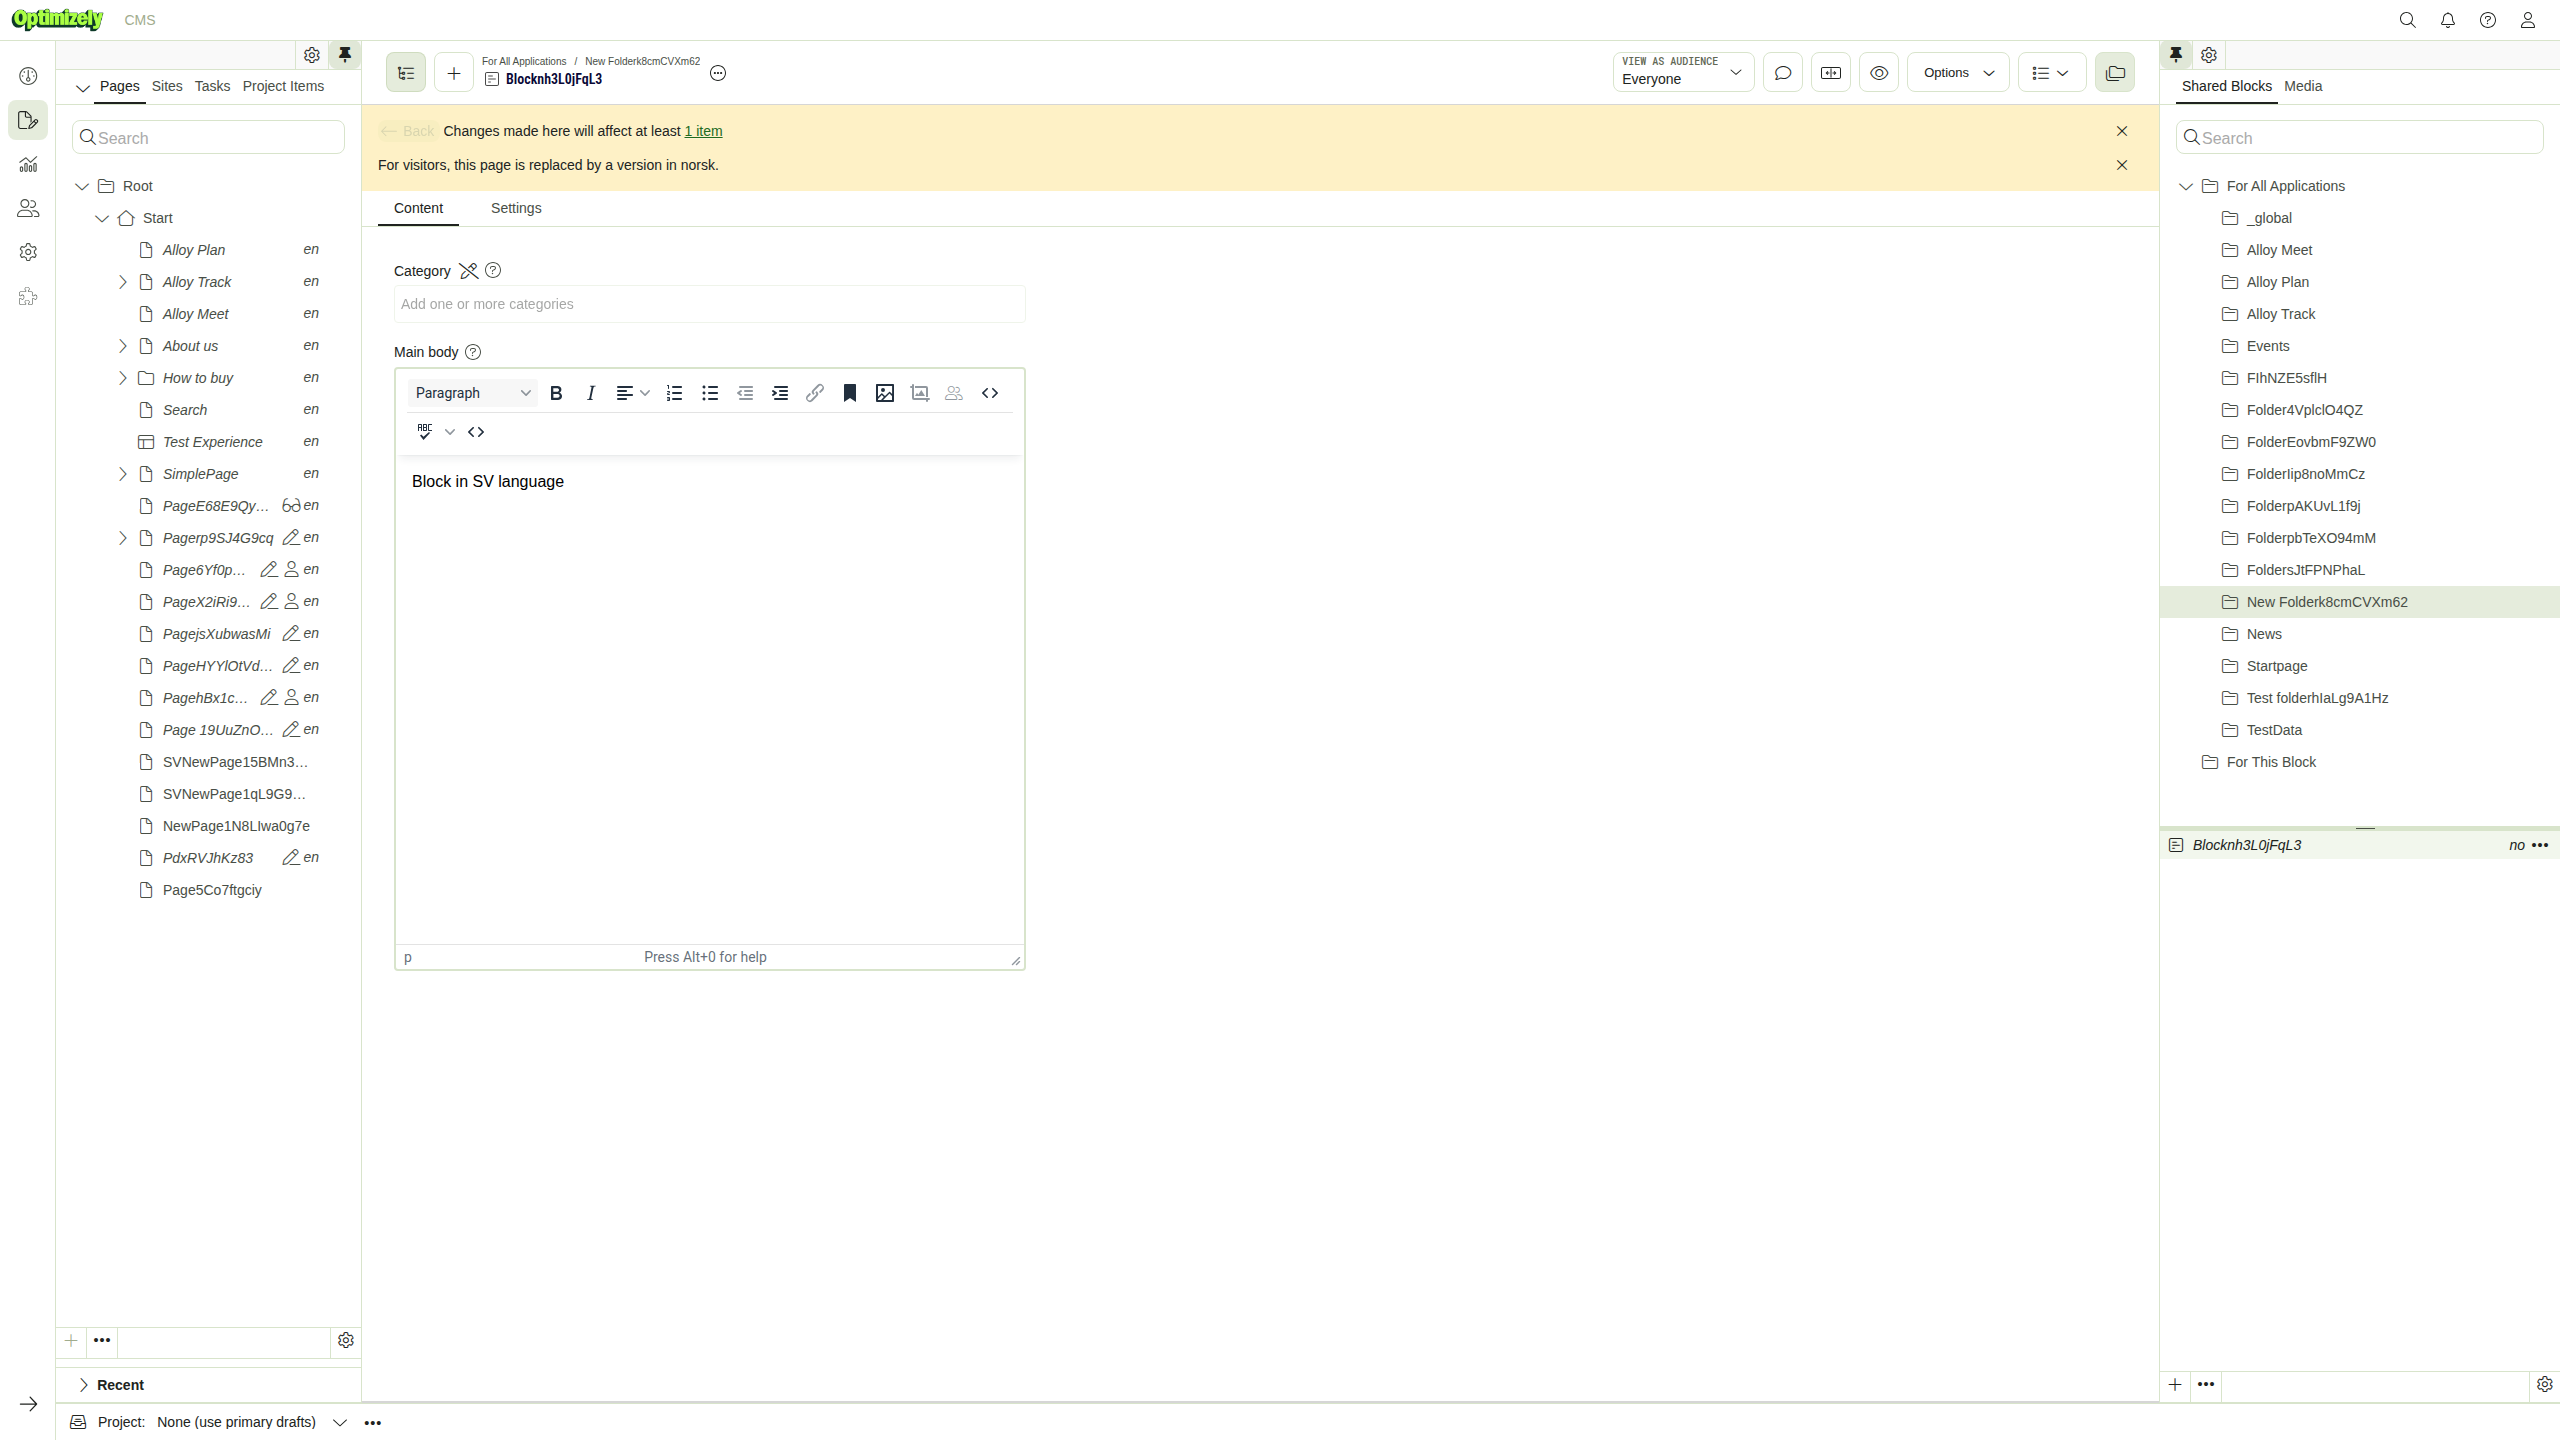 Optimizely CMS
Pages Sites Tasks Project Items
Search
Root
Start
Alloy Plan en
Alloy Track en
Alloy Meet en
About us en
How to buy en
Search en
Test Experience en
SimplePage en
PageE68E9Qy... en
Pagerp9SJ4G9cq en
Page6Yf0p... en
PageX2iRi9... en
PagejsXubwasMi en
PageHYYlOtVd... en
PagehBx1c... en
Page 19UuZnO... en
SVNewPage15BMn3...
SVNewPage1qL9G9...
NewPage1N8LIwa0g7e
PdxRVJhKz83 en
Page5Co7ftgciy
Recent
Project: None (use primary drafts)
For All Applications / New Folderk8cmCVXm62
Blocknh3L0jFqL3
VIEW AS AUDIENCE
Everyone
Options
Back Changes made here will affect at least 1 item
For visitors, this page is replaced by a version in norsk.
Content Settings
Category
Add one or more categories
Main body
Paragraph
ABC
Block in SV language
p Press Alt+0 for help
Shared Blocks Media
Search
For All Applications
_global
Alloy Meet
Alloy Plan
Alloy Track
Events
FIhNZE5sflH
Folder4VplclO4QZ
FolderEovbmF9ZW0
FolderIip8noMmCz
FolderpAKUvL1f9j
FolderpbTeXO94mM
FoldersJtFPNPhaL
New Folderk8cmCVXm62
News
Startpage
Test folderhIaLg9A1Hz
TestData
For This Block
Blocknh3L0jFqL3 no